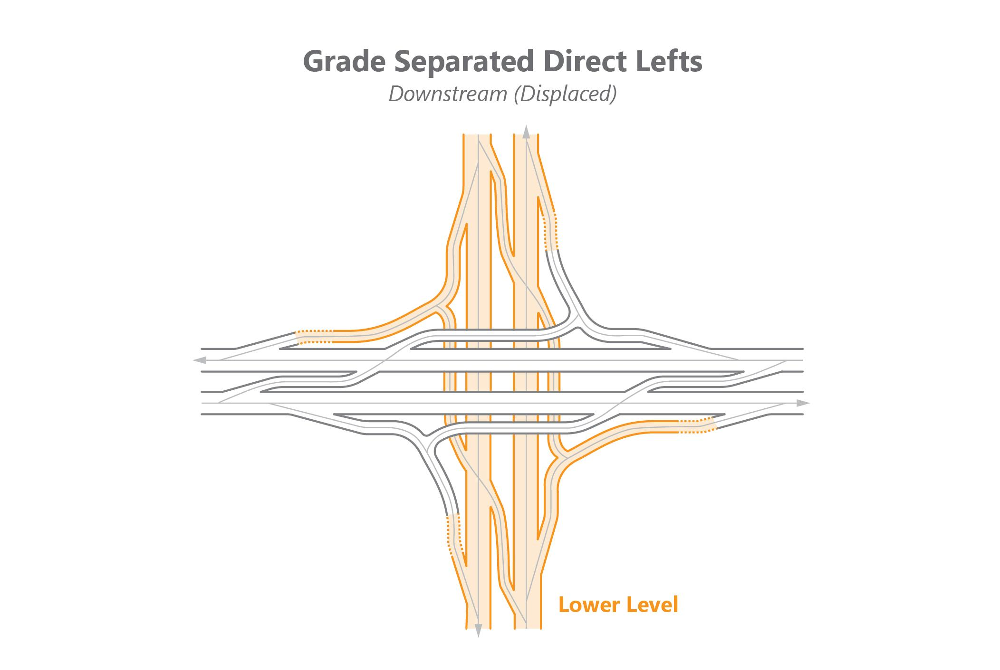 Grade Separated Direct Lefts
Downstream (Displaced)
Lower Level